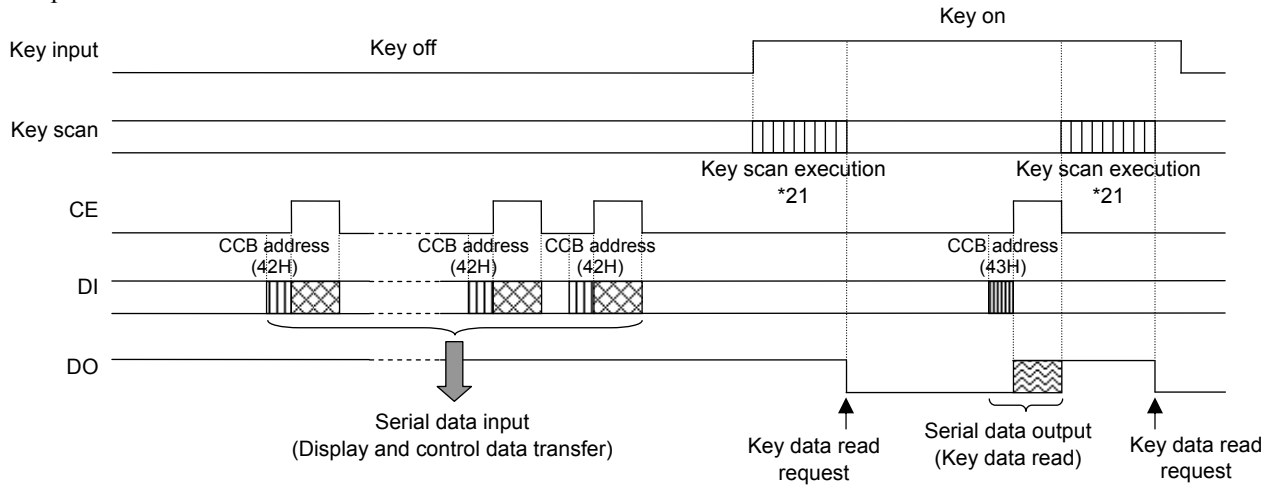 Key on
Key input
Key off
Key scan
Key scan execution
*21
Key scan execution
*21
CE
CCB address
(42H)
CCB address
(42H)
CCB address
(42H)
CCB address
(43H)
DI
DO
Serial data input
(Display and control data transfer)
Key data read
request
Serial data output
(Key data read)
Key data read
request